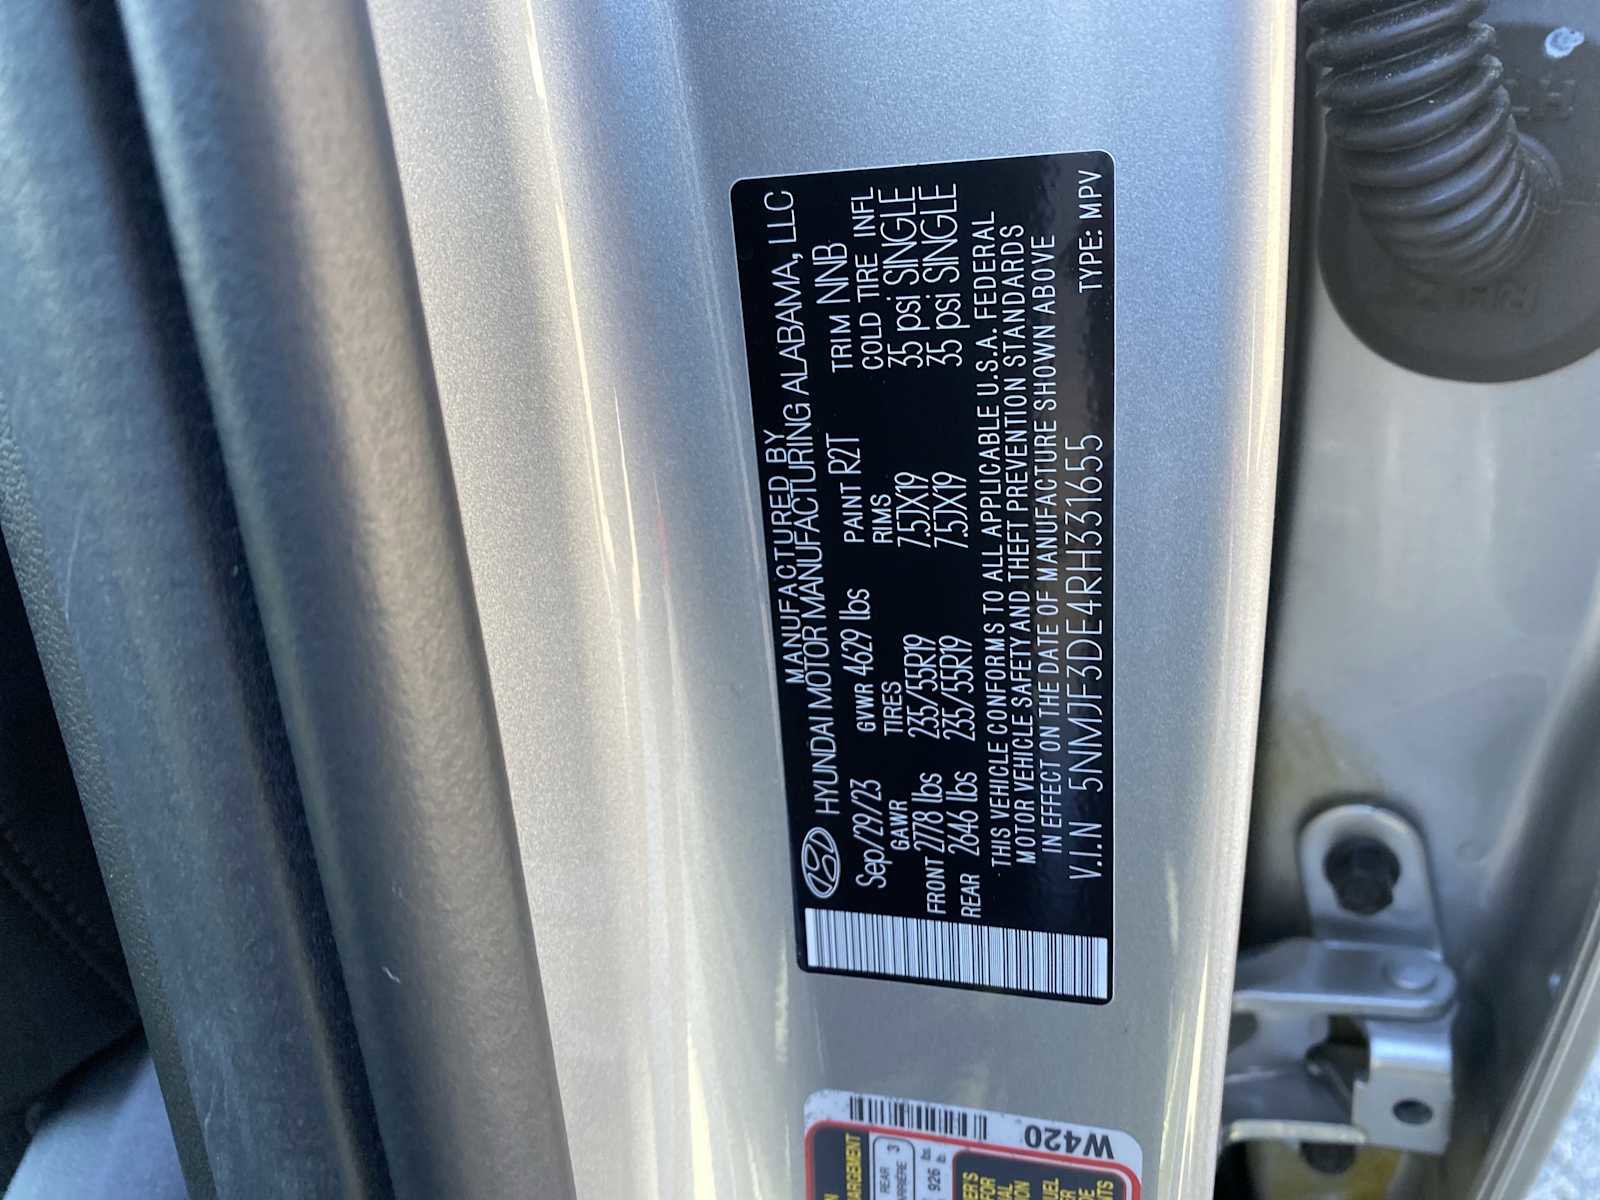 MANUFACTURED BY
HYUNDAI MOTOR MANUFACTURING ALABAMA, LLC
Sep/29/23 GVWR 4629 lbs PAINT R2T TRIM NNB
GAWR TIRES RIMS COLD TIRE INFL
FRONT 2778 lbs 235/55R19 7.5JX19 35 psi SINGLE
REAR 2646 lbs 235/55R19 7.5JX19 35 psi SINGLE
THIS VEHICLE CONFORMS TO ALL APPLICABLE U.S.A. FEDERAL
MOTOR VEHICLE SAFETY AND THEFT PREVENTION STANDARDS
IN EFFECT ON THE DATE OF MANUFACTURE SHOWN ABOVE
V.I.N 5NMJF3DE4RH331655 TYPE: MPV
W420
REAR 3
926